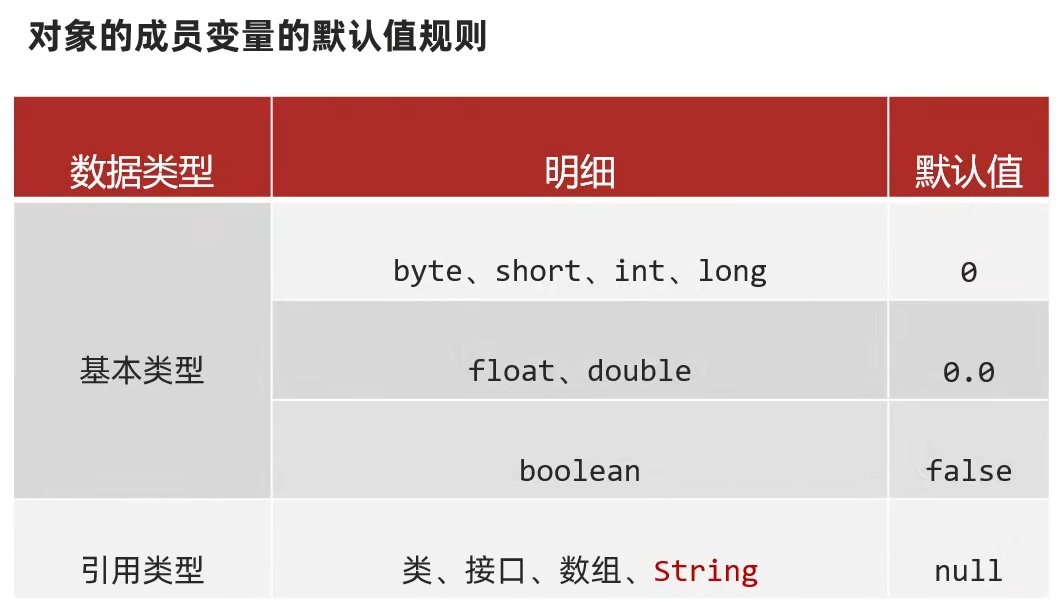 对象的成员变量的默认值规则
数据类型 明细 默认值
byte、short、int、long 0
基本类型 float、double 0.0
boolean false
引用类型 类、接口、数组、String null